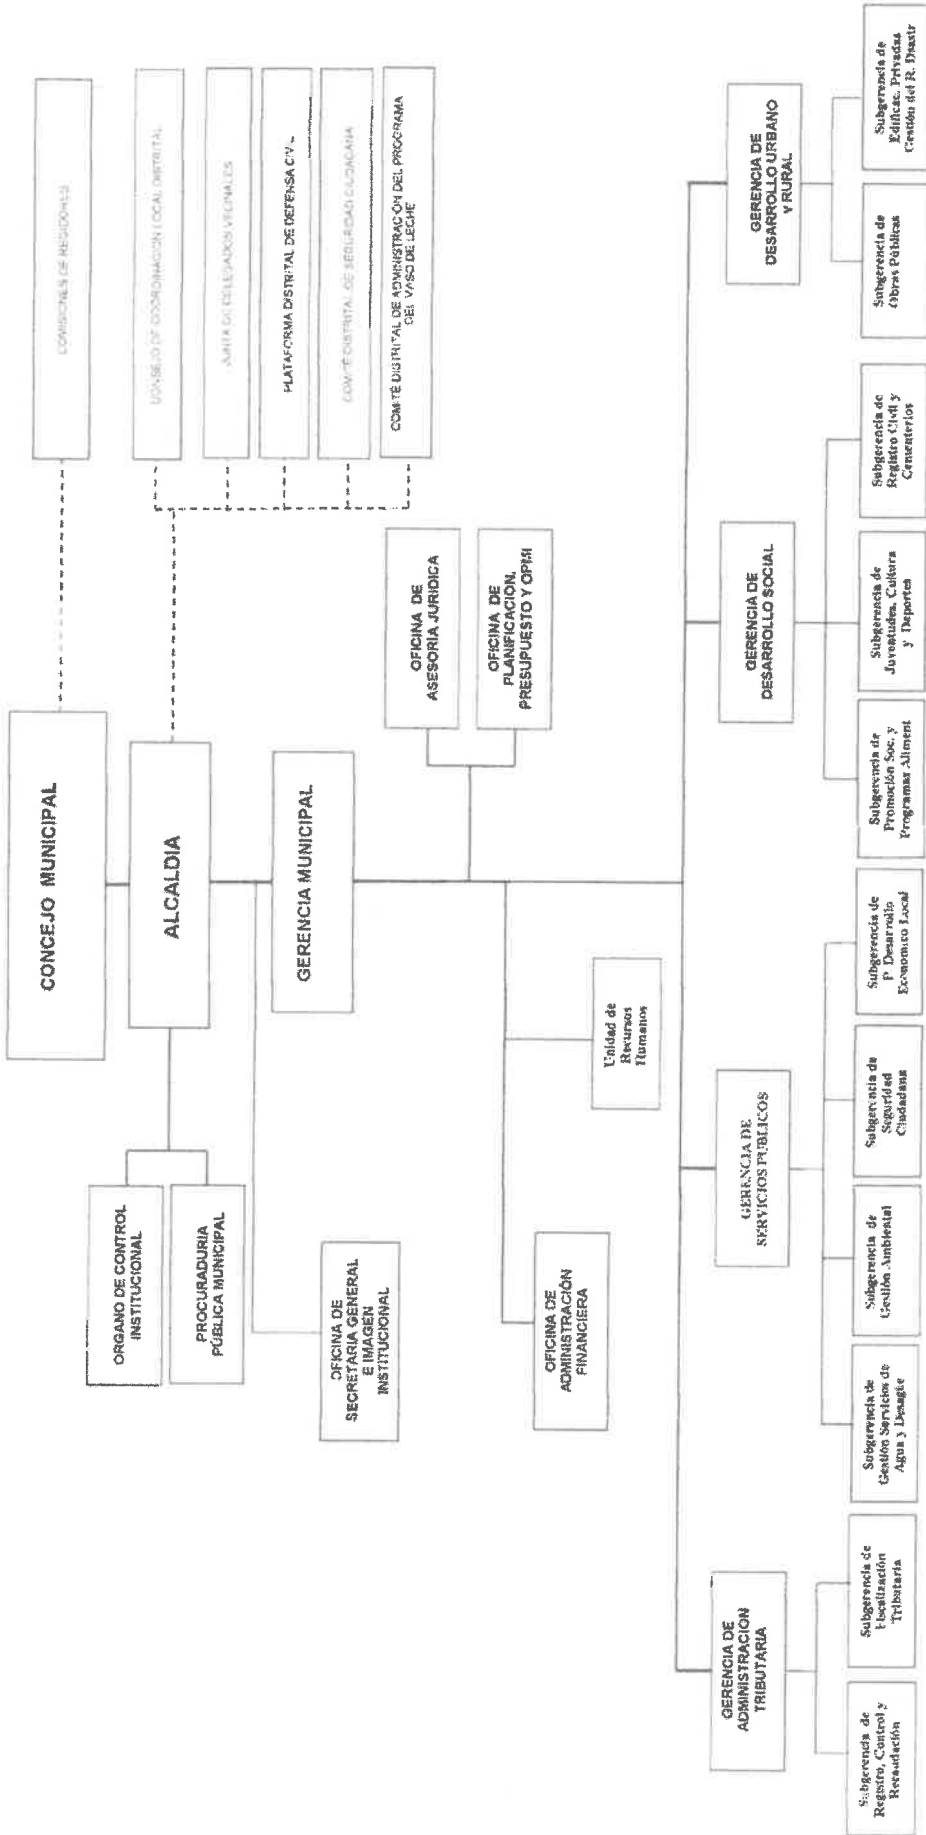 CONCEJO MUNICIPAL
COMISIONES DE REGIDORES
ALCALDIA
CONSEJO DE COORDINACION LOCAL DISTRITAL
JUNTA DE DELEGADOS VECINALES
PLATAFORMA DISTRITAL DE DEFENSA CIVIL
COMITÉ DISTRITAL DE SEGURIDAD CIUDADANA
COMITÉ DISTRITAL DE ADMINISTRACIÓN DEL PROGRAMA
DEL VASO DE LECHE
ORGANO DE CONTROL
INSTITUCIONAL
PROCURADURIA
PÚBLICA MUNICIPAL
GERENCIA MUNICIPAL
OFICINA DE
SECRETARIA GENERAL
E IMAGEN
INSTITUCIONAL
OFICINA DE
ASESORIA JURIDICA
OFICINA DE
PLANIFICACIÓN,
PRESUPUESTO Y OPMI
OFICINA DE
ADMINISTRACIÓN
FINANCIERA
Unidad de
Recursos
Humanos
GERENCIA DE
ADMINISTRACIÓN
TRIBUTARIA
GERENCIA DE
SERVICIOS PUBLICOS
GERENCIA DE
DESARROLLO SOCIAL
GERENCIA DE
DESARROLLO URBANO
Y RURAL
Subgerencia de
Registro, Control y
Recaudación
Subgerencia de
Fiscalización
Tributaria
Subgerencia de
Gestión Servicios de
Agua y Desagüe
Subgerencia de
Gestión Ambiental
Subgerencia de
Seguridad
Ciudadana
Subgerencia de
P. Desarrollo
Economico Local
Subgerencia de
Promoción Soc. y
Programas Aliment
Subgerencia de
Juventudes, Cultura
y Deportes
Subgerencia de
Registro Civil y
Cementerios
Subgerencia de
Obras Públicas
Subgerencia de
Edificac. Privadas
Gestión del R. Disastr